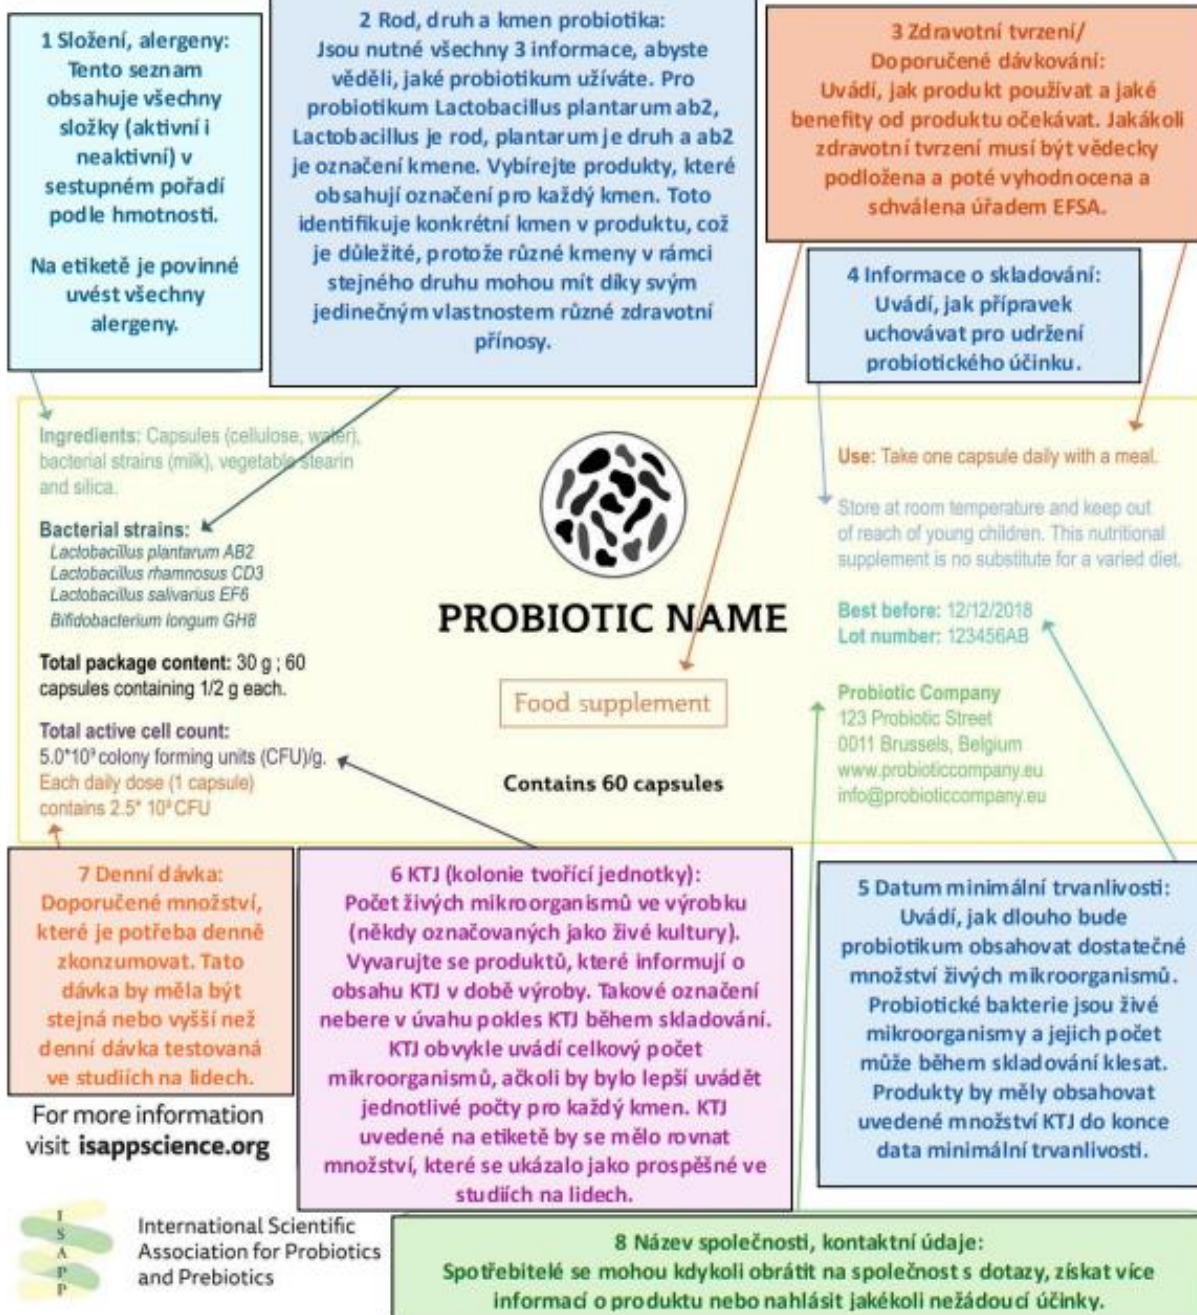 1 Složení, alergeny:
Tento seznam
obsahuje všechny
složky (aktivní i
neaktivní) v
sestupném pořadí
podle hmotnosti.
Na etiketě je povinné
uvést všechny
alergeny.
2 Rod, druh a kmen probiotika:
Jsou nutné všechny 3 informace, abyste
věděli, jaké probiotikum užíváte. Pro
probiotikum Lactobacillus plantarum ab2,
Lactobacillus je rod, plantarum je druh a ab2
je označení kmene. Vybírejte produkty, které
obsahují označení pro každý kmen. Toto
identifikuje konkrétní kmen v produktu, což
je důležité, protože různé kmeny v rámci
stejného druhu mohou mít díky svým
jedinečným vlastnostem různé zdravotní
přínosy.
3 Zdravotní tvrzení/
Doporučené dávkování:
Uvádí, jak produkt používat a jaké
benefity od produktu očekávat. Jakákoli
zdravotní tvrzení musí být vědecky
podložena a poté vyhodnocena a
schválena úřadem EFSA.
4 Informace o skladování:
Uvádí, jak přípravek
uchovávat pro udržení
probiotického účinku.
Ingredients: Capsules (cellulose, water),
bacterial strains (milk), vegetable stearin
and silica.
Bacterial strains:
Lactobacillus plantarum AB2
Lactobacillus rhamnosus CD3
Lactobacillus salivarius EF6
Bifidobacterium longum GH8
Total package content: 30 g ; 60
capsules containing 1/2 g each.
Total active cell count:
5.0*10⁹ colony forming units (CFU)/g.
Each daily dose (1 capsule)
contains 2.5* 10⁹ CFU
PROBIOTIC NAME
Food supplement
Contains 60 capsules
Use: Take one capsule daily with a meal.
Store at room temperature and keep out
of reach of young children. This nutritional
supplement is no substitute for a varied diet.
Best before: 12/12/2018
Lot number: 123456AB
Probiotic Company
123 Probiotic Street
0011 Brussels, Belgium
www.probioticcompany.eu
info@probioticcompany.eu
7 Denní dávka:
Doporučené množství,
které je potřeba denně
zkonzumovat. Tato
dávka by měla být
stejná nebo vyšší než
denní dávka testovaná
ve studiích na lidech.
6 KTJ (kolonie tvořící jednotky):
Počet živých mikroorganismů ve výrobku
(někdy označovaných jako živé kultury).
Vyvarujte se produktů, které informují o
obsahu KTJ v době výroby. Takové označení
nebere v úvahu pokles KTJ během skladování.
KTJ obvykle uvádí celkový počet
mikroorganismů, ačkoli by bylo lepší uvádět
jednotlivé počty pro každý kmen. KTJ
uvedené na etiketě by se mělo rovnat
množství, které se ukázalo jako prospěšné ve
studiích na lidech.
5 Datum minimální trvanlivosti:
Uvádí, jak dlouho bude
probiotikum obsahovat dostatečné
množství živých mikroorganismů.
Probiotické bakterie jsou živé
mikroorganismy a jejich počet
může během skladování klesat.
Produkty by měly obsahovat
uvedené množství KTJ do konce
data minimální trvanlivosti.
For more information
visit isappscience.org
ISAPP
International Scientific
Association for Probiotics
and Prebiotics
8 Název společnosti, kontaktní údaje:
Spotřebitelé se mohou kdykoli obrátit na společnost s dotazy, získat více
informací o produktu nebo nahlásit jakékoli nežádoucí účinky.